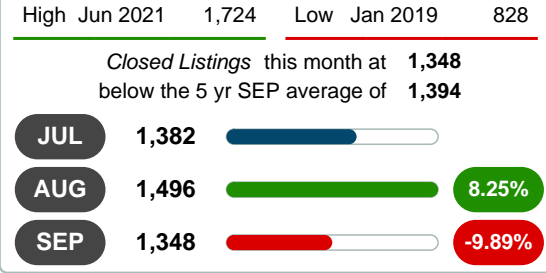 High Jun 2021 1,724 Low Jan 2019 828
Closed Listings this month at 1,348
below the 5 yr SEP average of 1,394
JUL 1,382
AUG 1,496 8.25%
SEP 1,348 -9.89%